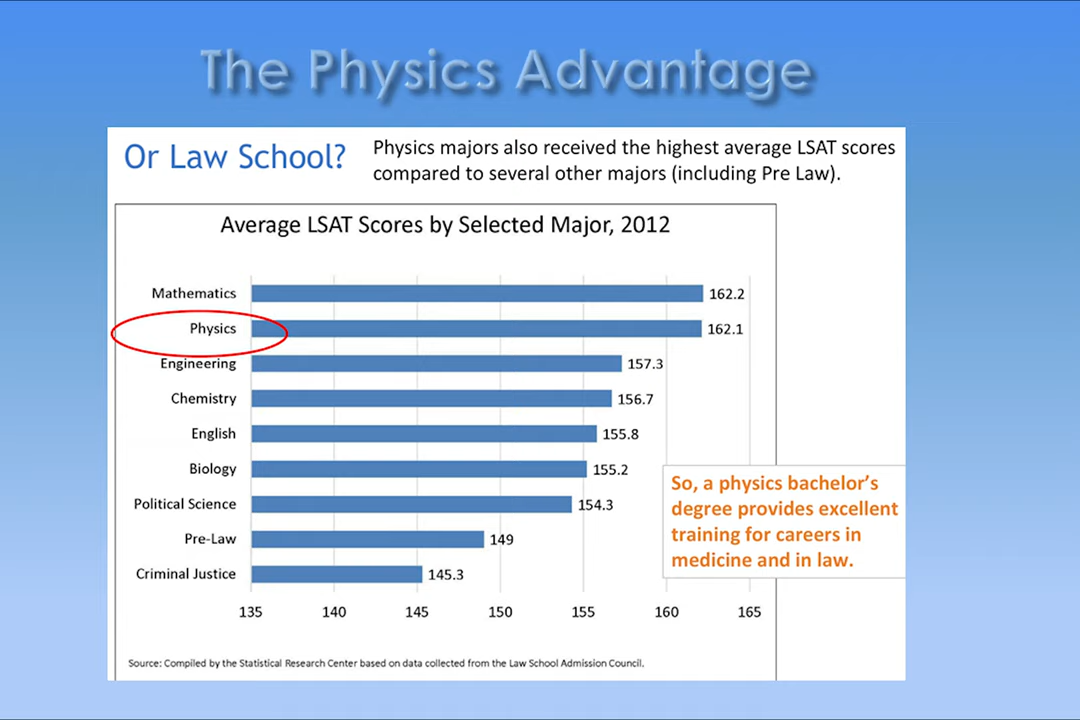 The Physics Advantage
Or Law School?
Physics majors also received the highest average LSAT scores
compared to several other majors (including Pre Law).
Average LSAT Scores by Selected Major, 2012
Mathematics 162.2
Physics 162.1
Engineering 157.3
Chemistry 156.7
English 155.8
Biology 155.2
Political Science 154.3
Pre-Law 149
Criminal Justice 145.3
135 140 145 150 155 160 165
So, a physics bachelor's
degree provides excellent
training for careers in
medicine and in law.
Source: Compiled by the Statistical Research Center based on data collected from the Law School Admission Council.